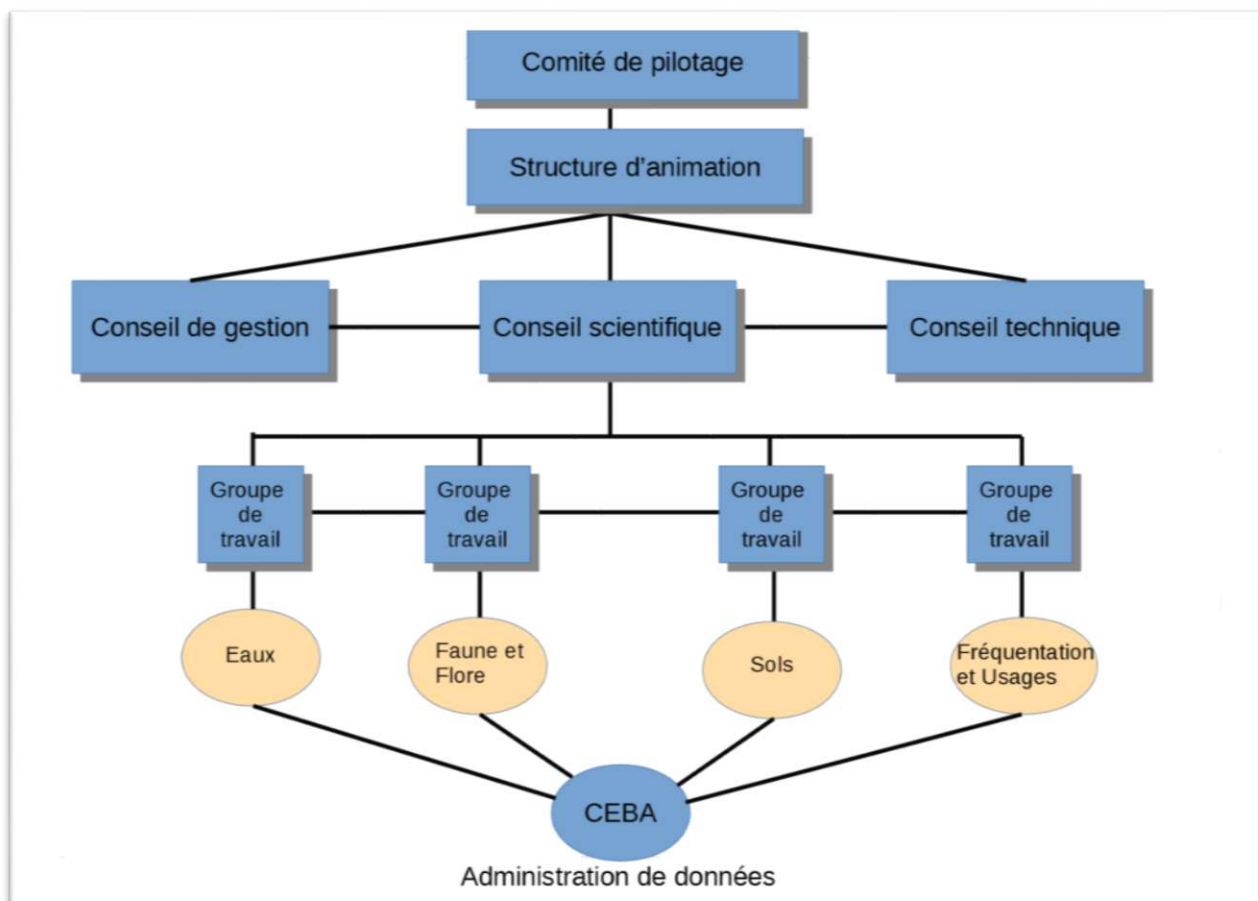 Comité de pilotage
Structure d'animation
Conseil de gestion
Conseil scientifique
Conseil technique
Groupe
de
travail
Groupe
de
travail
Groupe
de
travail
Groupe
de
travail
Eaux
Faune et
Flore
Sols
Fréquentation
et Usages
CEBA
Administration de données